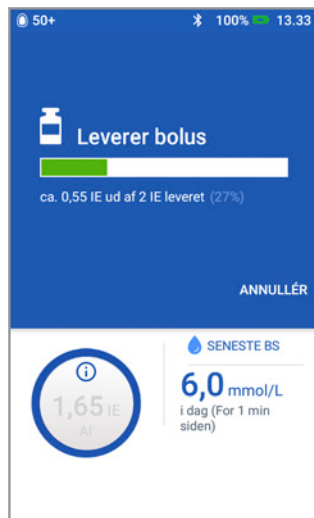 50+ 100% 13.33
Leverer bolus
ca. 0,55 IE ud af 2 IE leveret (27%)
ANNULLÉR
1,65 IE
AI
SENESTE BS
6,0 mmol/L
i dag (For 1 min
siden)